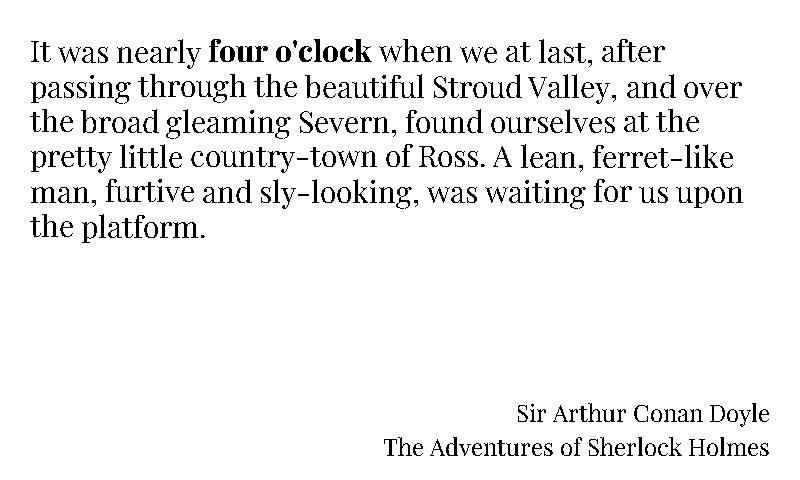 It was nearly four o'clock when we at last, after
passing through the beautiful Stroud Valley, and over
the broad gleaming Severn, found ourselves at the
pretty little country-town of Ross. A lean, ferret-like
man, furtive and sly-looking, was waiting for us upon
the platform.
Sir Arthur Conan Doyle
The Adventures of Sherlock Holmes